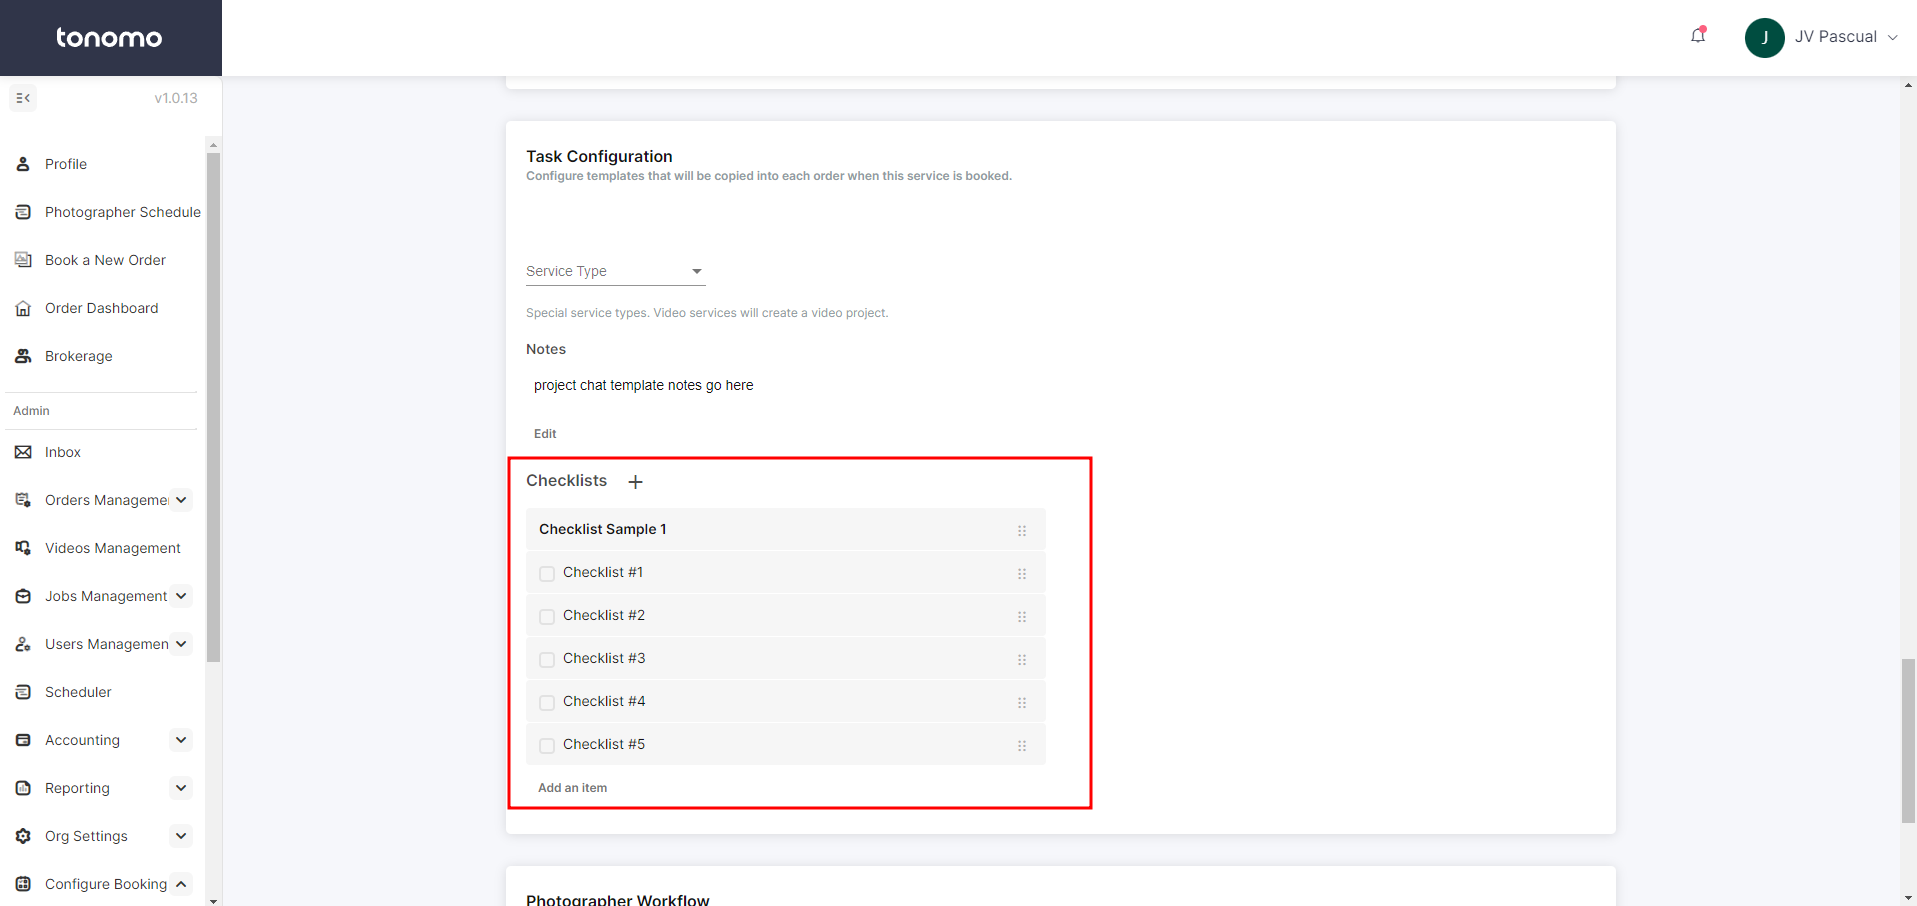 tonomo
J
JV Pascual
v1.0.13
Profile
Photographer Schedule
Book a New Order
Order Dashboard
Brokerage
Admin
Inbox
Orders Managemer
Videos Management
Jobs Management
Users Managemen
Scheduler
Accounting
Reporting
Org Settings
Configure Booking
Task Configuration
Configure templates that will be copied into each order when this service is booked.
Service Type
Special service types. Video services will create a video project.
Notes
project chat template notes go here
Edit
Checklists
Checklist Sample 1
Checklist #1
Checklist #2
Checklist #3
Checklist #4
Checklist #5
Add an item
Photographer Workflow